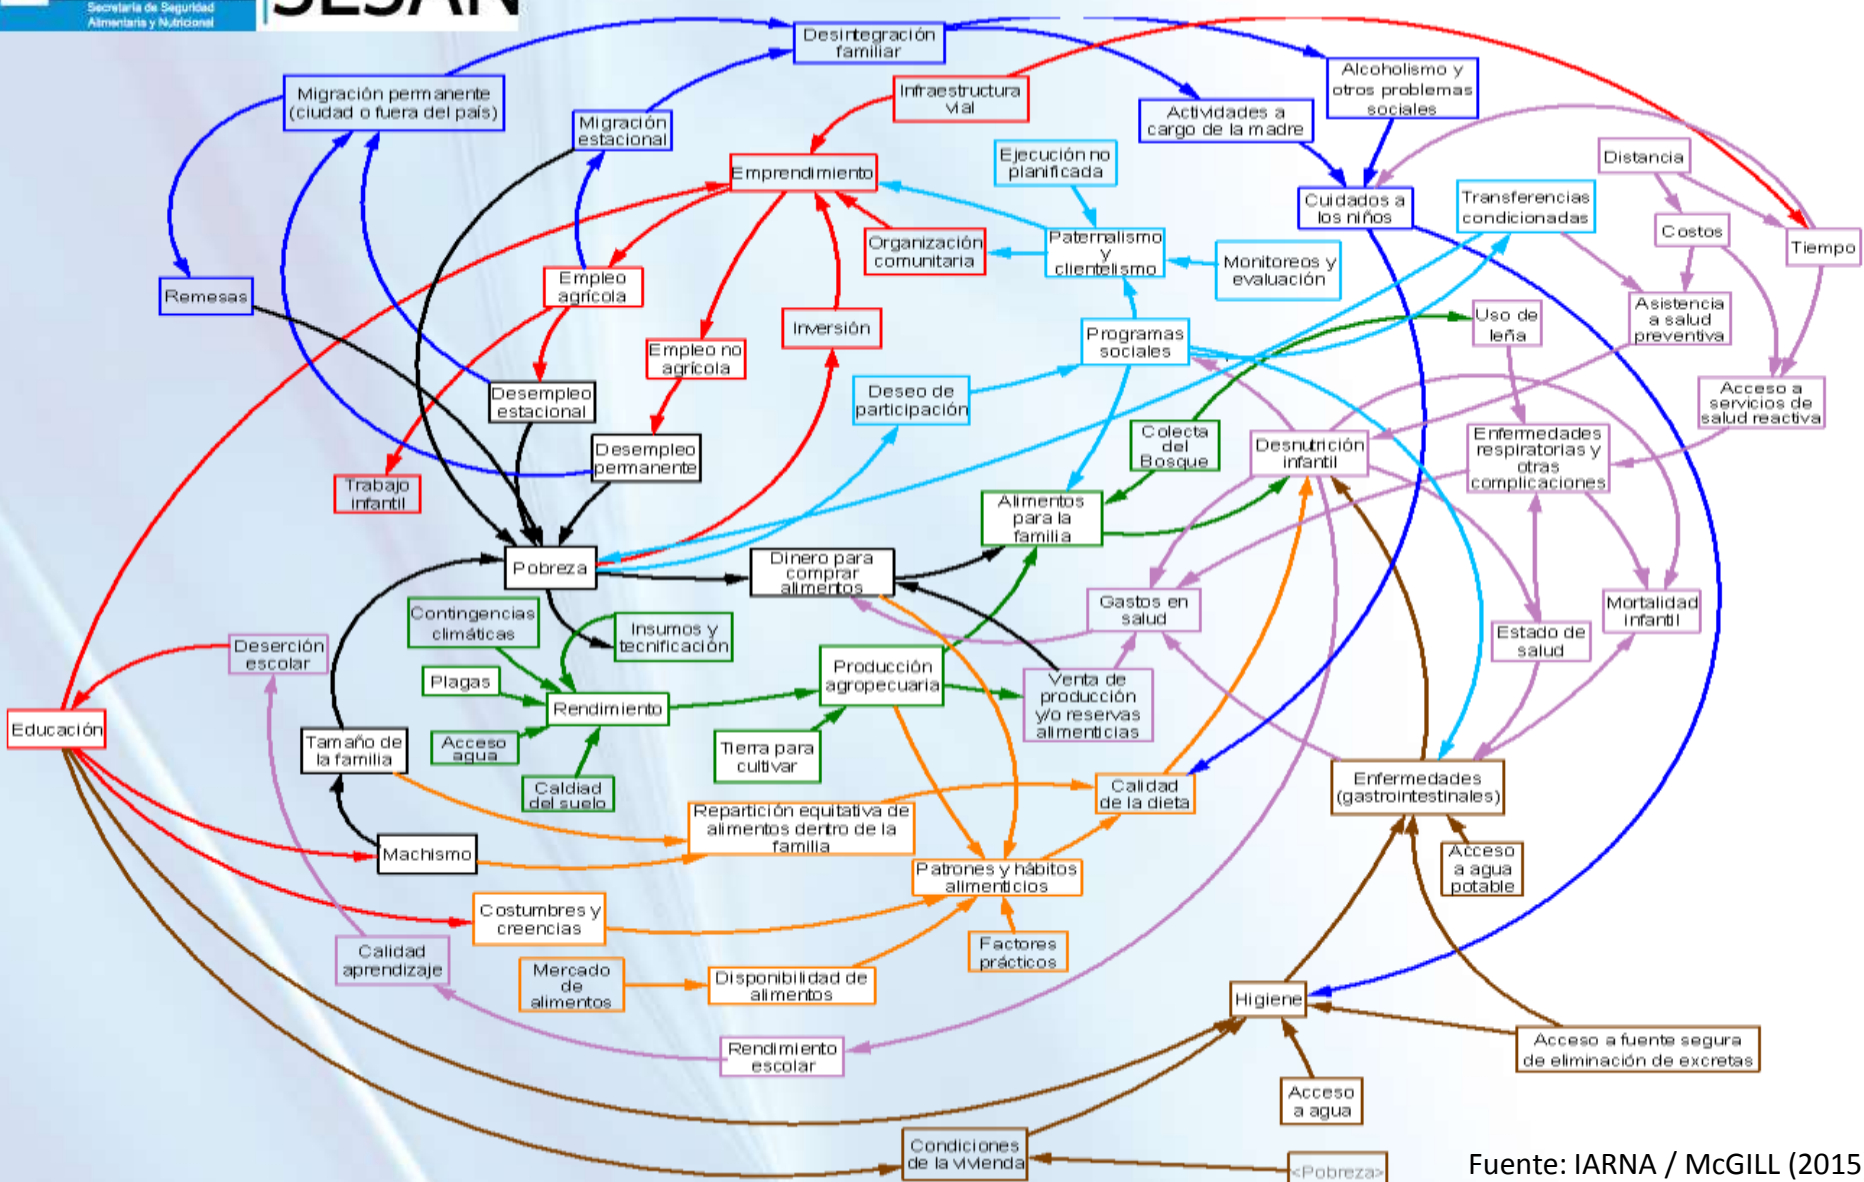 Secretaría de Seguridad
Alimentaria y Nutricional
SESAN
Desintegración
familiar
Migración permanente
(ciudad o fuera del país)
Migración
estacional
Infraestructura
vial
Alcoholismo y
otros problemas
sociales
Actividades a
cargo de la madre
Ejecución no
planificada
Emprendimiento
Distancia
Cuidados a
los niños
Transferencias
condicionadas
Costos
Tiempo
Organización
comunitaria
Paternalismo
y
clientelismo
Monitoreos y
evaluación
Remesas
Empleo
agrícola
Inversión
Uso de
leña
Asistencia
a salud
preventiva
Empleo no
agrícola
Programas
sociales
Desempleo
estacional
Deseo de
participación
Acceso a
servicios de
salud reactiva
Desempleo
permanente
Colecta
del
Bosque
Desnutrición
infantil
Enfermedades
respiratorias y
otras
complicaciones
Trabajo
infantil
Alimentos
para la
familia
Pobreza
Dinero para
comprar
alimentos
Contingencias
climáticas
Insumos y
tecnificación
Gastos en
salud
Mortalidad
infantil
Estado de
salud
Deserción
escolar
Plagas
Producción
agropecuaria
Venta de
producción
y/o reservas
alimenticias
Rendimiento
Educación
Tamaño de
la familia
Acceso
agua
Tierra para
cultivar
Caldiad
del suelo
Calidad
de la dieta
Enfermedades
(gastrointestinales)
Repartición equitativa de
alimentos dentro de la
familia
Machismo
Patrones y hábitos
alimenticios
Acceso
a agua
potable
Costumbres y
creencias
Factores
prácticos
Calidad
aprendizaje
Mercado
de
alimentos
Disponibilidad de
alimentos
Higiene
Rendimiento
escolar
Acceso a fuente segura
de eliminación de excretas
Acceso
a agua
Condiciones
de la vivienda
<Pobreza>
Fuente: IARNA / McGILL (2015